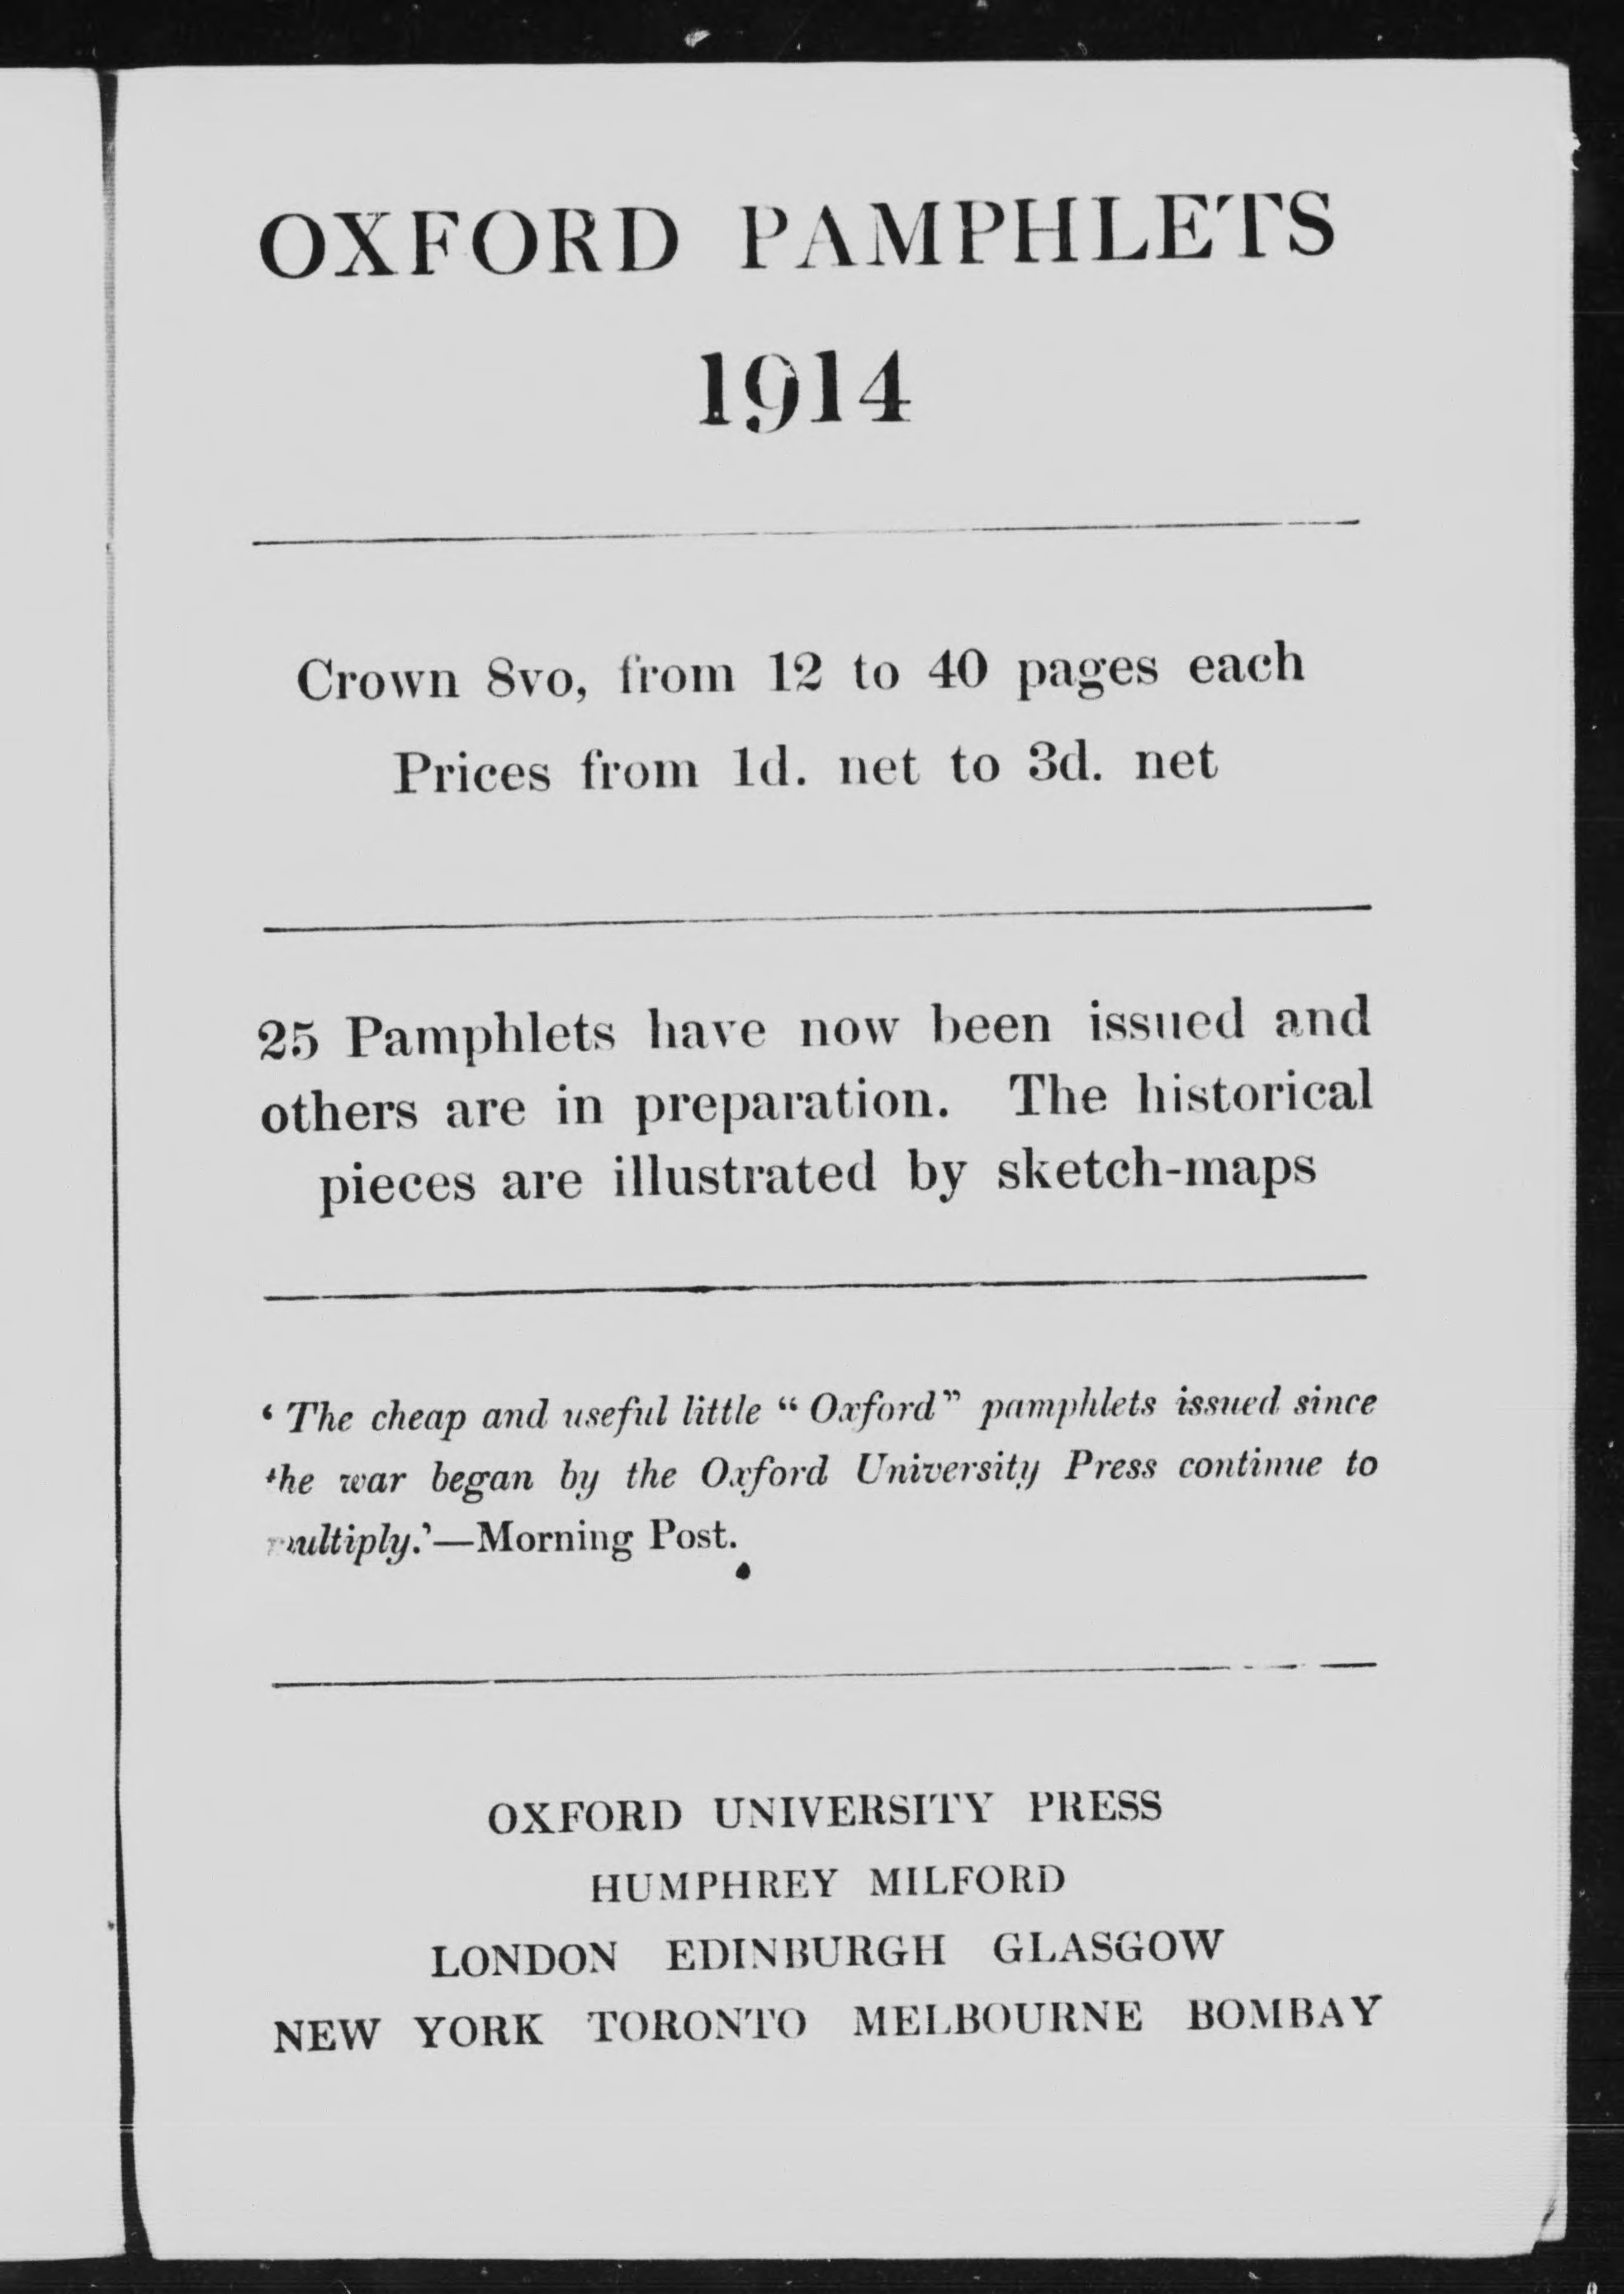 OXFORD PAMPHLETS
1914
Crown 8vo, from 12 to 40 pages each
Prices from 1d. net to 3d. net
25 Pamphlets have now been issued and
others are in preparation. The historical
pieces are illustrated by sketch-maps
‘The cheap and useful little “Oxford” pamphlets issued since
the war began by the Oxford University Press continue to
multiply.’—Morning Post.
OXFORD UNIVERSITY PRESS
HUMPHREY MILFORD
LONDON EDINBURGH GLASGOW
NEW YORK TORONTO MELBOURNE BOMBAY